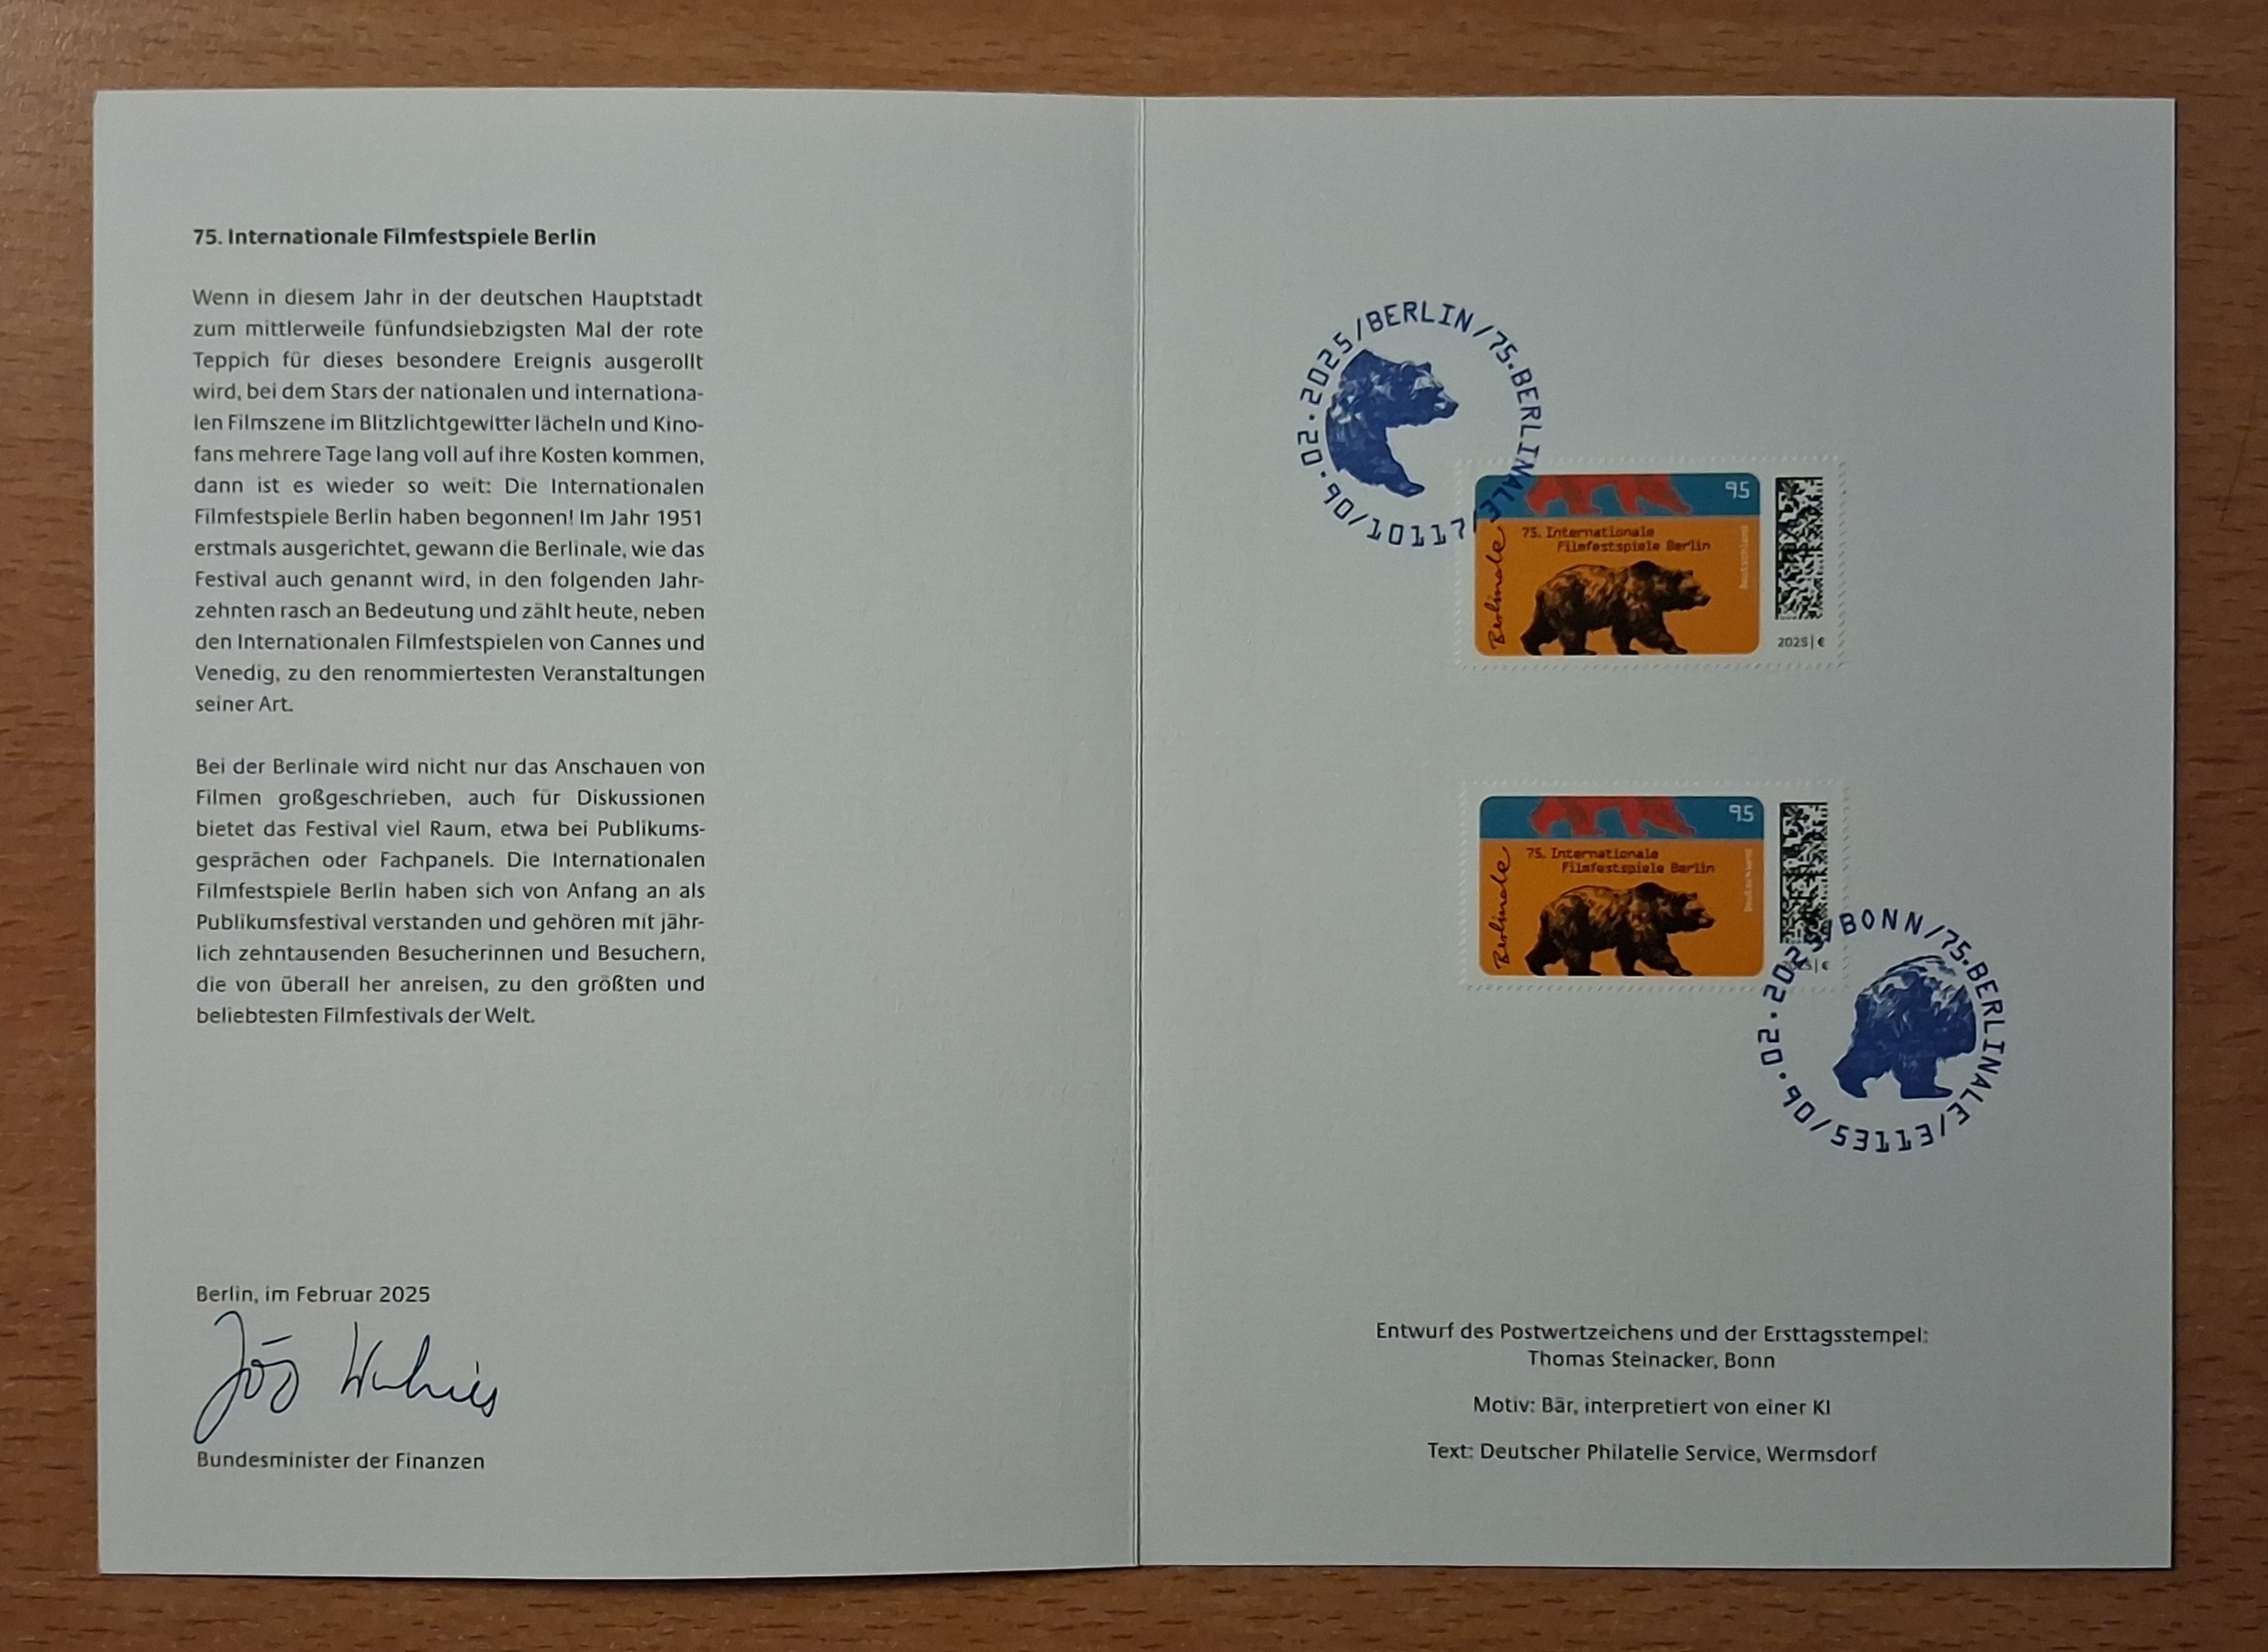 75. Internationale Filmfestspiele Berlin
Wenn in diesem Jahr in der deutschen Hauptstadt
zum mittlerweile fünfundsiebzigsten Mal der rote
Teppich für dieses besondere Ereignis ausgerollt
wird, bei dem Stars der nationalen und internationa-
len Filmszene im Blitzlichtgewitter lächeln und Kino-
fans mehrere Tage lang voll auf ihre Kosten kommen,
dann ist es wieder so weit: Die Internationalen
Filmfestspiele Berlin haben begonnen! Im Jahr 1951
erstmals ausgerichtet, gewann die Berlinale, wie das
Festival auch genannt wird, in den folgenden Jahr-
zehnten rasch an Bedeutung und zählt heute, neben
den Internationalen Filmfestspielen von Cannes und
Venedig, zu den renommiertesten Veranstaltungen
seiner Art.
Bei der Berlinale wird nicht nur das Anschauen von
Filmen großgeschrieben, auch für Diskussionen
bietet das Festival viel Raum, etwa bei Publikums-
gesprächen oder Fachpanels. Die Internationalen
Filmfestspiele Berlin haben sich von Anfang an als
Publikumsfestival verstanden und gehören mit jähr-
lich zehntausenden Besucherinnen und Besuchern,
die von überall her anreisen, zu den größten und
beliebtesten Filmfestivals der Welt.
Berlin, im Februar 2025
Bundesminister der Finanzen
BERLIN/75.BERLINALE/10117/06.02.2025/
95
75. Internationale
Filmfestspiele Berlin
Berlinale
Deutschland
2025 | €
95
75. Internationale
Filmfestspiele Berlin
Berlinale
Deutschland
2025 | €
BONN/75.BERLINALE/53113/06.02.2025
Entwurf des Postwertzeichens und der Ersttagsstempel:
Thomas Steinacker, Bonn
Motiv: Bär, interpretiert von einer KI
Text: Deutscher Philatelie Service, Wermsdorf